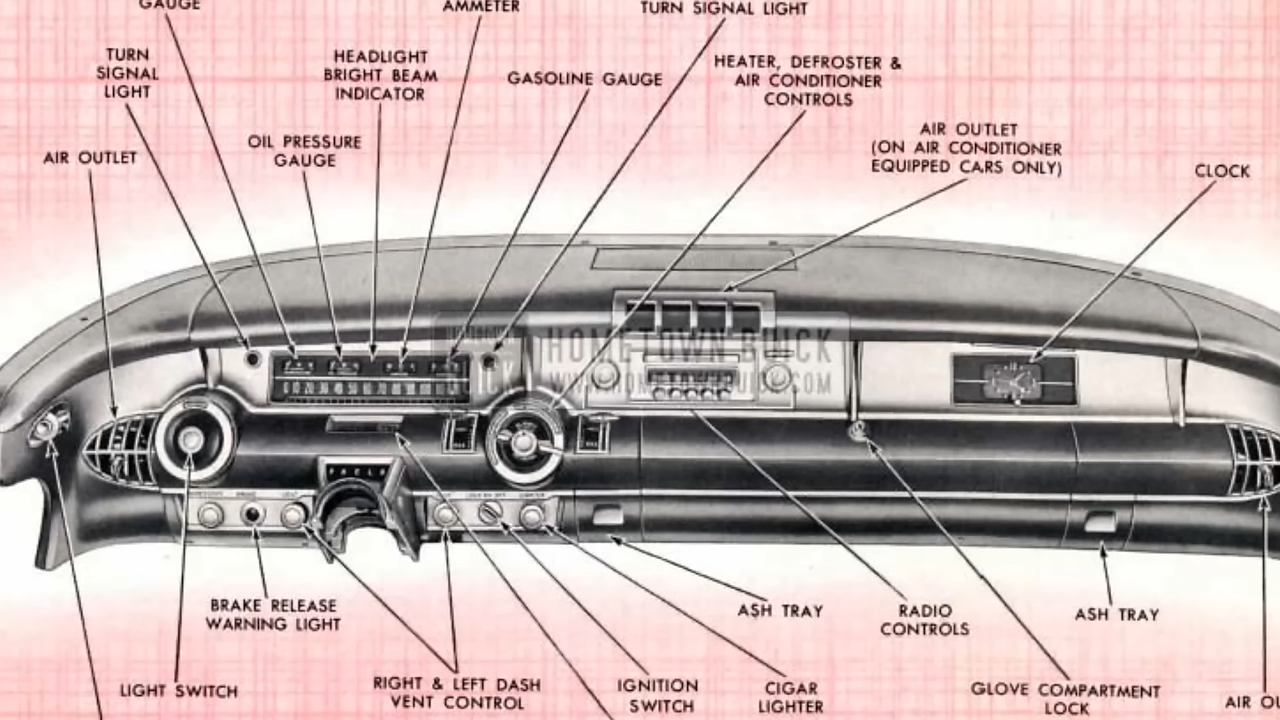 GAUGE
AMMETER
TURN SIGNAL LIGHT
TURN
SIGNAL
LIGHT
HEADLIGHT
BRIGHT BEAM
INDICATOR
GASOLINE GAUGE
HEATER, DEFROSTER &
AIR CONDITIONER
CONTROLS
AIR OUTLET
OIL PRESSURE
GAUGE
AIR OUTLET
(ON AIR CONDITIONER
EQUIPPED CARS ONLY)
CLOCK
HOMETOWN BUICK
WWW.HOMETOWNBUICK.COM
BRAKE RELEASE
WARNING LIGHT
ASH TRAY
RADIO
CONTROLS
ASH TRAY
LIGHT SWITCH
RIGHT & LEFT DASH
VENT CONTROL
IGNITION
SWITCH
CIGAR
LIGHTER
GLOVE COMPARTMENT
LOCK
AIR OU